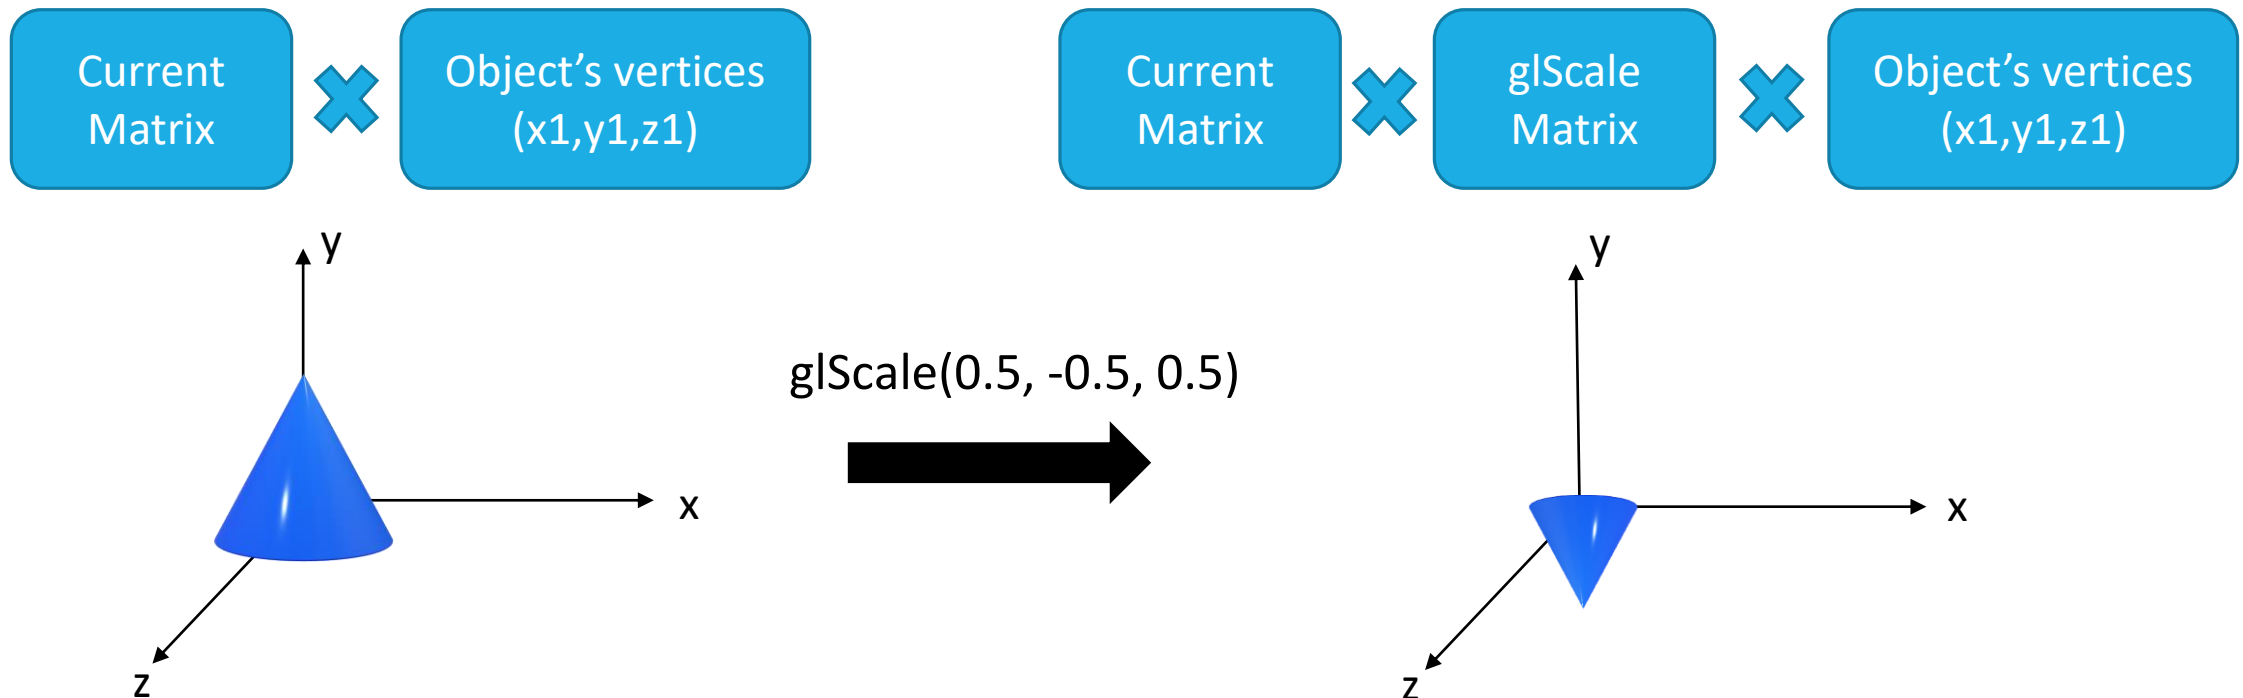 Current
Matrix
Object's vertices
(x1,y1,z1)
Current
Matrix
glScale
Matrix
Object's vertices
(x1,y1,z1)
y
x
z
glScale(0.5, -0.5, 0.5)
y
x
z